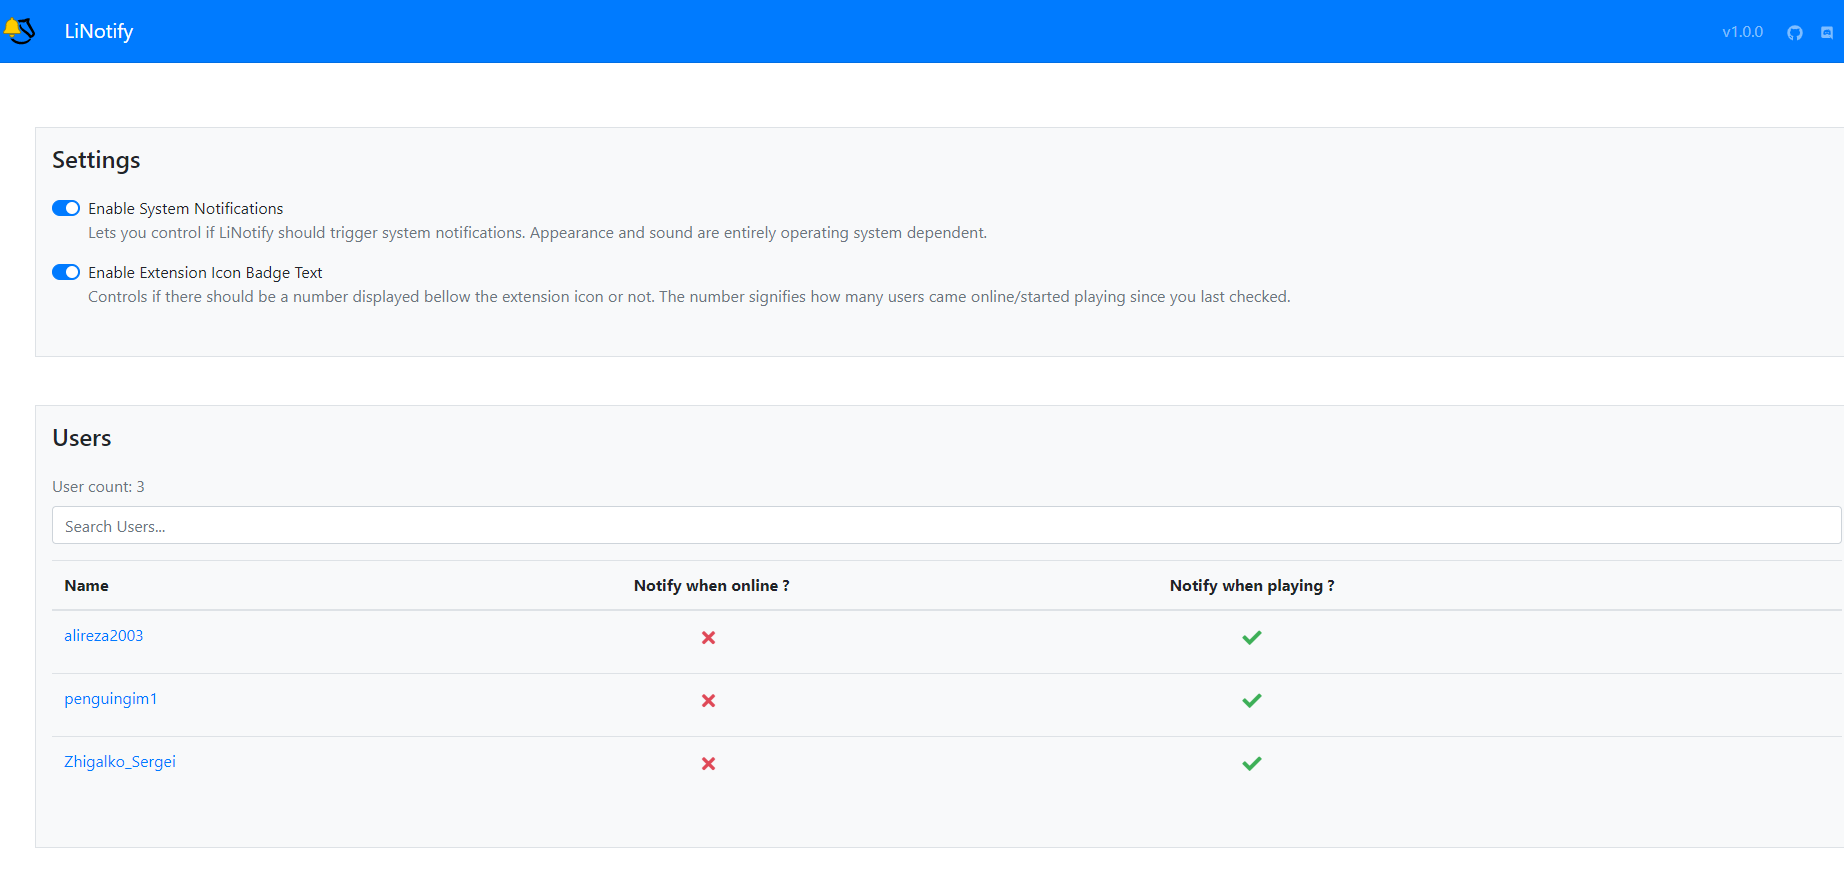 LiNotify
v1.0.0
Settings
Enable System Notifications
Lets you control if LiNotify should trigger system notifications. Appearance and sound are entirely operating system dependent.
Enable Extension Icon Badge Text
Controls if there should be a number displayed bellow the extension icon or not. The number signifies how many users came online/started playing since you last checked.
Users
User count: 3
Search Users...
Name Notify when online ? Notify when playing ?
alireza2003
penguingim1
Zhigalko_Sergei